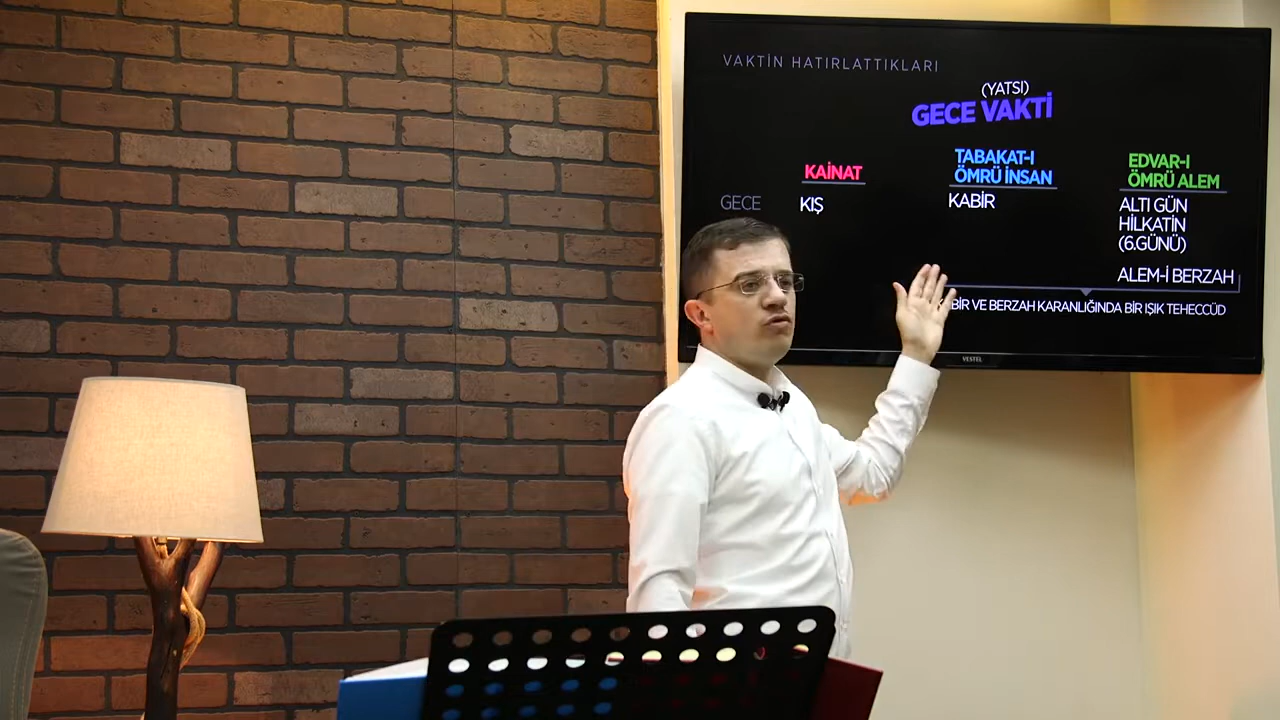 VAKTİN HATIRLATTIKLARI
(YATSI)
GECE VAKTİ
KAİNAT
TABAKAT-I
ÖMRÜ İNSAN
EDVAR-I
ÖMRÜ ALEM
GECE
KIŞ
KABİR
ALTI GÜN
HİLKATİN
(6.GÜNÜ)
ALEM-İ BERZAH
VE BERZAH KARANLIĞINDA BİR IŞIK TEHECCÜD
VESTEL